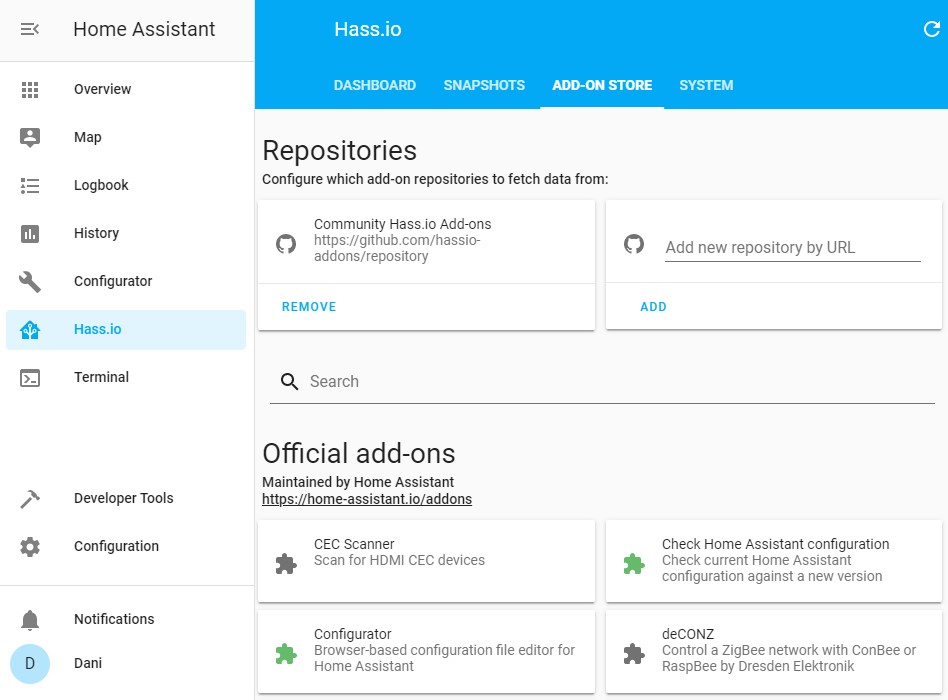 Home Assistant
Overview
Map
Logbook
History
Configurator
Hass.io
Terminal
Developer Tools
Configuration
Notifications
D
Dani
Hass.io
DASHBOARD
SNAPSHOTS
ADD-ON STORE
SYSTEM
Repositories
Configure which add-on repositories to fetch data from:
Community Hass.io Add-ons
https://github.com/hassio-
addons/repository
REMOVE
Add new repository by URL
ADD
Search
Official add-ons
Maintained by Home Assistant
https://home-assistant.io/addons
CEC Scanner
Scan for HDMI CEC devices
Check Home Assistant configuration
Check current Home Assistant
configuration against a new version
Configurator
Browser-based configuration file editor for
Home Assistant
deCONZ
Control a ZigBee network with ConBee or
RaspBee by Dresden Elektronik